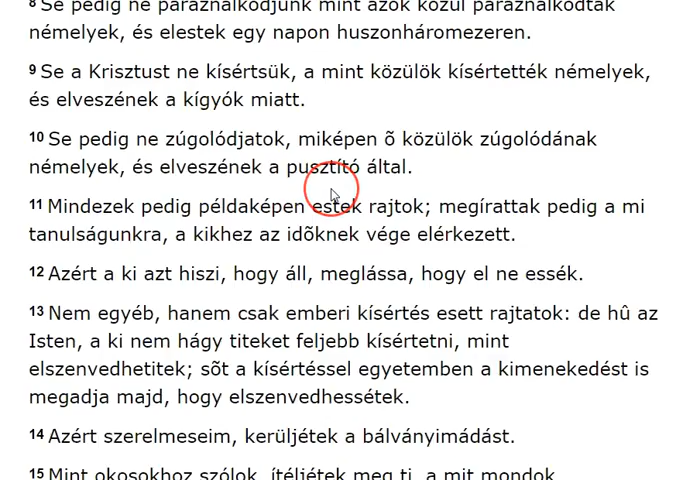 8 Se pedig ne paráználkodjunk mint azok közül paráználkodtak
némelyek, és elestek egy napon huszonháromezeren.
9 Se a Krisztust ne kísértsük, a mint közülök kísértették némelyek,
és elveszének a kígyók miatt.
10 Se pedig ne zúgolódjatok, miképen õ közülök zúgolódának
némelyek, és elveszének a pusztító által.
11 Mindezek pedig példaképen estek rajtok; megírattak pedig a mi
tanulságunkra, a kikhez az idõknek vége elérkezett.
12 Azért a ki azt hiszi, hogy áll, meglássa, hogy el ne essék.
13 Nem egyéb, hanem csak emberi kísértés esett rajtatok: de hû az
Isten, a ki nem hágy titeket feljebb kísértetni, mint
elszenvedhetitek; sõt a kísértéssel egyetemben a kimenekedést is
megadja majd, hogy elszenvedhessétek.
14 Azért szerelmeseim, kerüljétek a bálványimádást.
15 Mint okosokhoz szólok, ítéljétek meg ti, a mit mondok